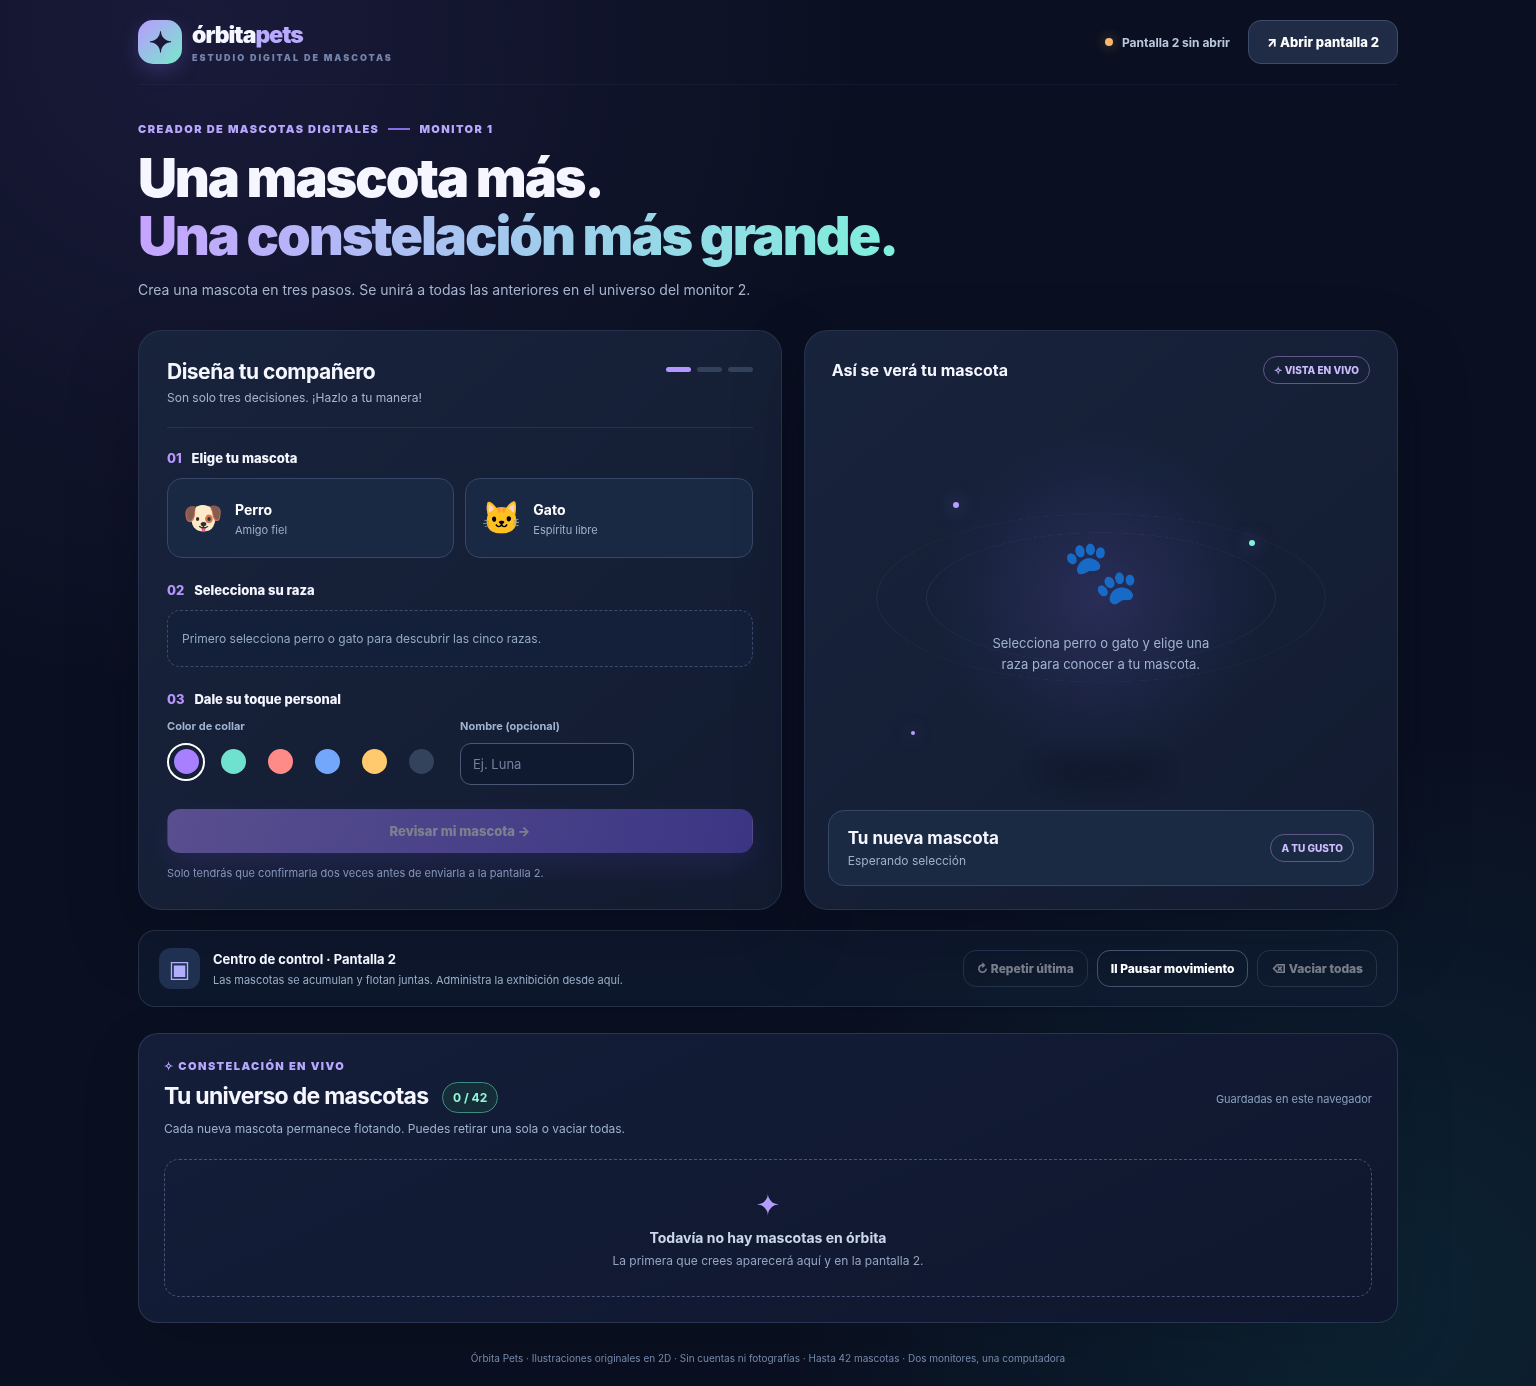 órbitapets
ESTUDIO DIGITAL DE MASCOTAS
Pantalla 2 sin abrir
↗ Abrir pantalla 2
CREADOR DE MASCOTAS DIGITALES — MONITOR 1
Una mascota más.
Una constelación más grande.
Crea una mascota en tres pasos. Se unirá a todas las anteriores en el universo del monitor 2.
Diseña tu compañero
Son solo tres decisiones. ¡Hazlo a tu manera!
01 Elige tu mascota
Perro
Amigo fiel
Gato
Espíritu libre
02 Selecciona su raza
Primero selecciona perro o gato para descubrir las cinco razas.
03 Dale su toque personal
Color de collar
Nombre (opcional)
Ej. Luna
Revisar mi mascota →
Solo tendrás que confirmarla dos veces antes de enviarla a la pantalla 2.
Así se verá tu mascota
✧ VISTA EN VIVO
Selecciona perro o gato y elige una
raza para conocer a tu mascota.
Tu nueva mascota
Esperando selección
A TU GUSTO
Centro de control · Pantalla 2
Las mascotas se acumulan y flotan juntas. Administra la exhibición desde aquí.
↻ Repetir última
II Pausar movimiento
⌫ Vaciar todas
✧ CONSTELACIÓN EN VIVO
Tu universo de mascotas
0 / 42
Guardadas en este navegador
Cada nueva mascota permanece flotando. Puedes retirar una sola o vaciar todas.
Todavía no hay mascotas en órbita
La primera que crees aparecerá aquí y en la pantalla 2.
Órbita Pets · Ilustraciones originales en 2D · Sin cuentas ni fotografías · Hasta 42 mascotas · Dos monitores, una computadora